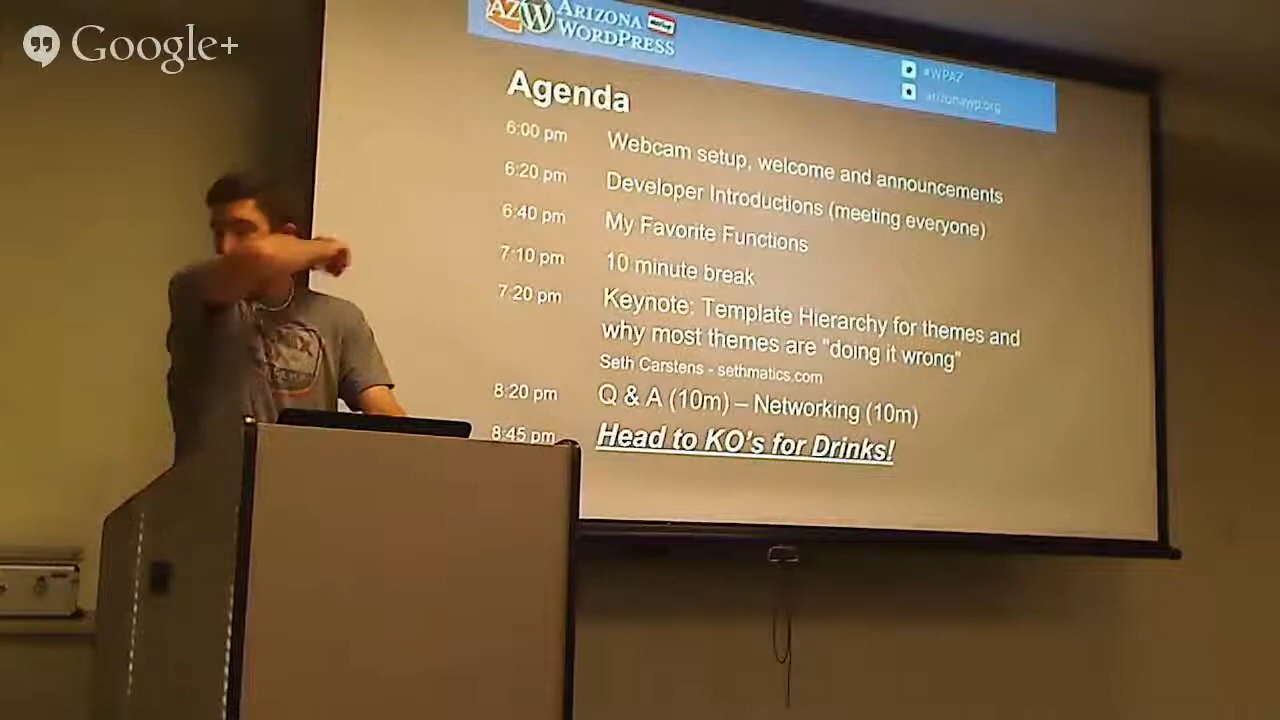 Google+
AZW ARIZONA
WORDPRESS
#WPAZ
arizonawp.org
Agenda
6:00 pm Webcam setup, welcome and announcements
6:20 pm Developer Introductions (meeting everyone)
6:40 pm My Favorite Functions
7:10 pm 10 minute break
7:20 pm Keynote: Template Hierarchy for themes and
why most themes are "doing it wrong"
Seth Carstens - sethmatics.com
8:20 pm Q & A (10m) – Networking (10m)
8:45 pm Head to KO's for Drinks!